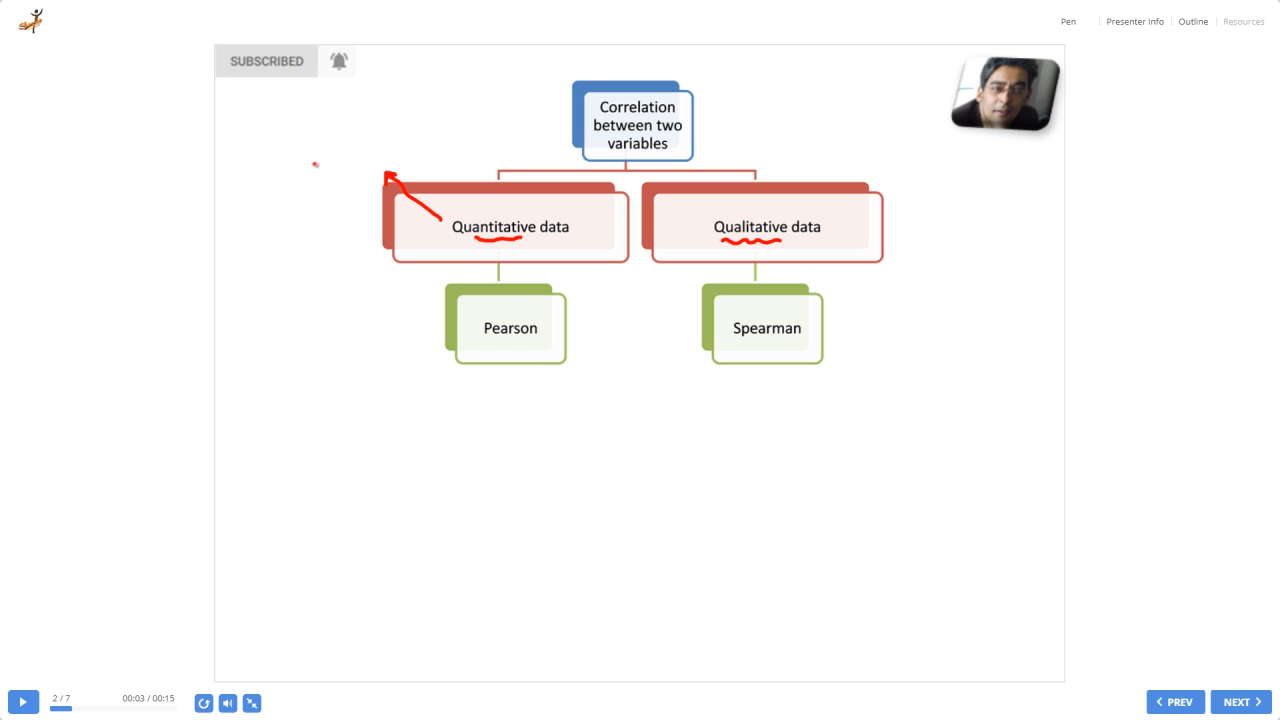 Pen
Presenter Info
Outline
Resources
SUBSCRIBED
Correlation
between two
variables
Quantitative data
Qualitative data
Pearson
Spearman
2 / 7
00:03 / 00:15
PREV
NEXT